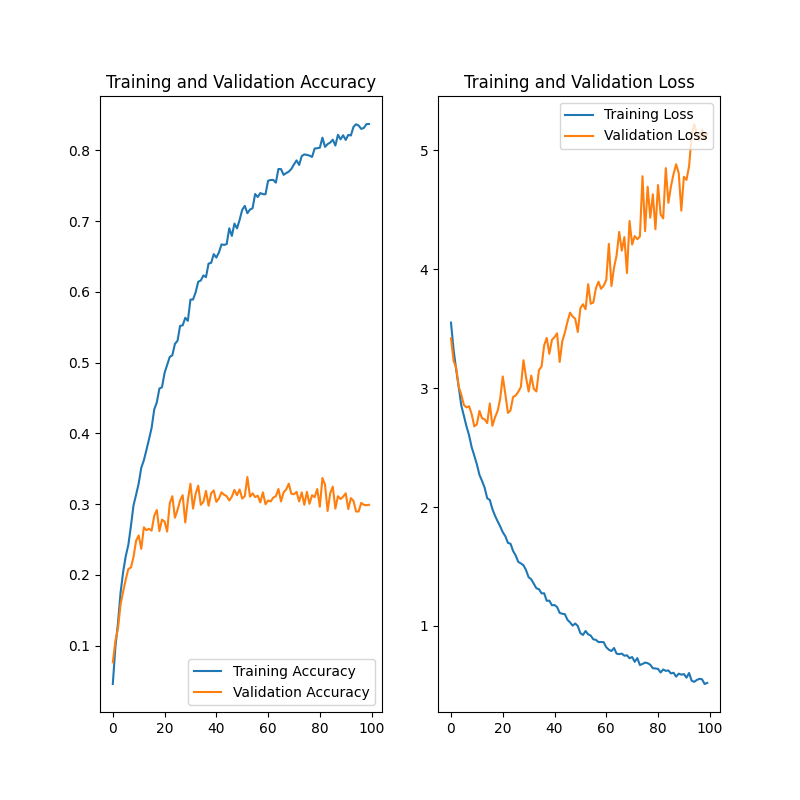 Training and Validation Accuracy
0.8
0.7
0.6
0.5
0.4
0.3
0.2
0.1
0 20 40 60 80 100
Training Accuracy
Validation Accuracy
Training and Validation Loss
5
4
3
2
1
0 20 40 60 80 100
Training Loss
Validation Loss